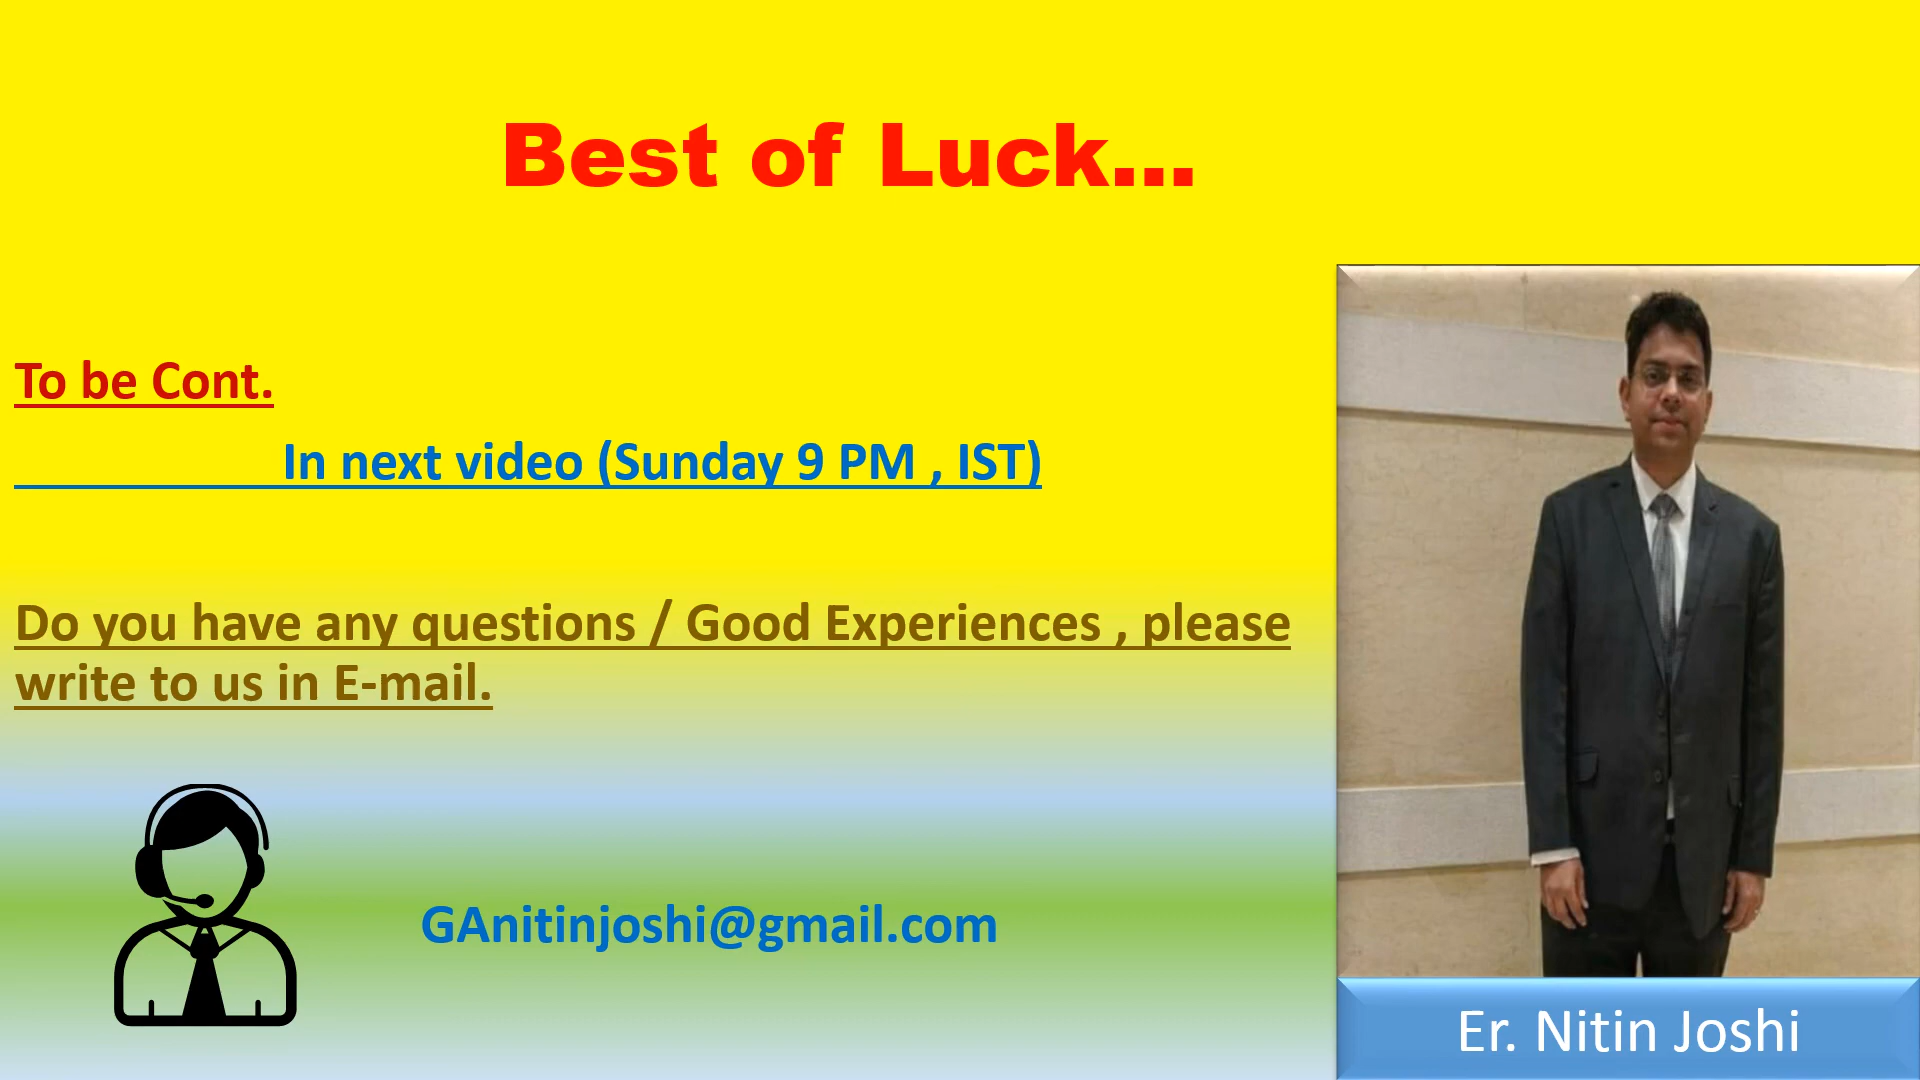 Best of Luck...
To be Cont.
In next video (Sunday 9 PM , IST)
Do you have any questions / Good Experiences , please
write to us in E-mail.
GAnitinjoshi@gmail.com
Er. Nitin Joshi